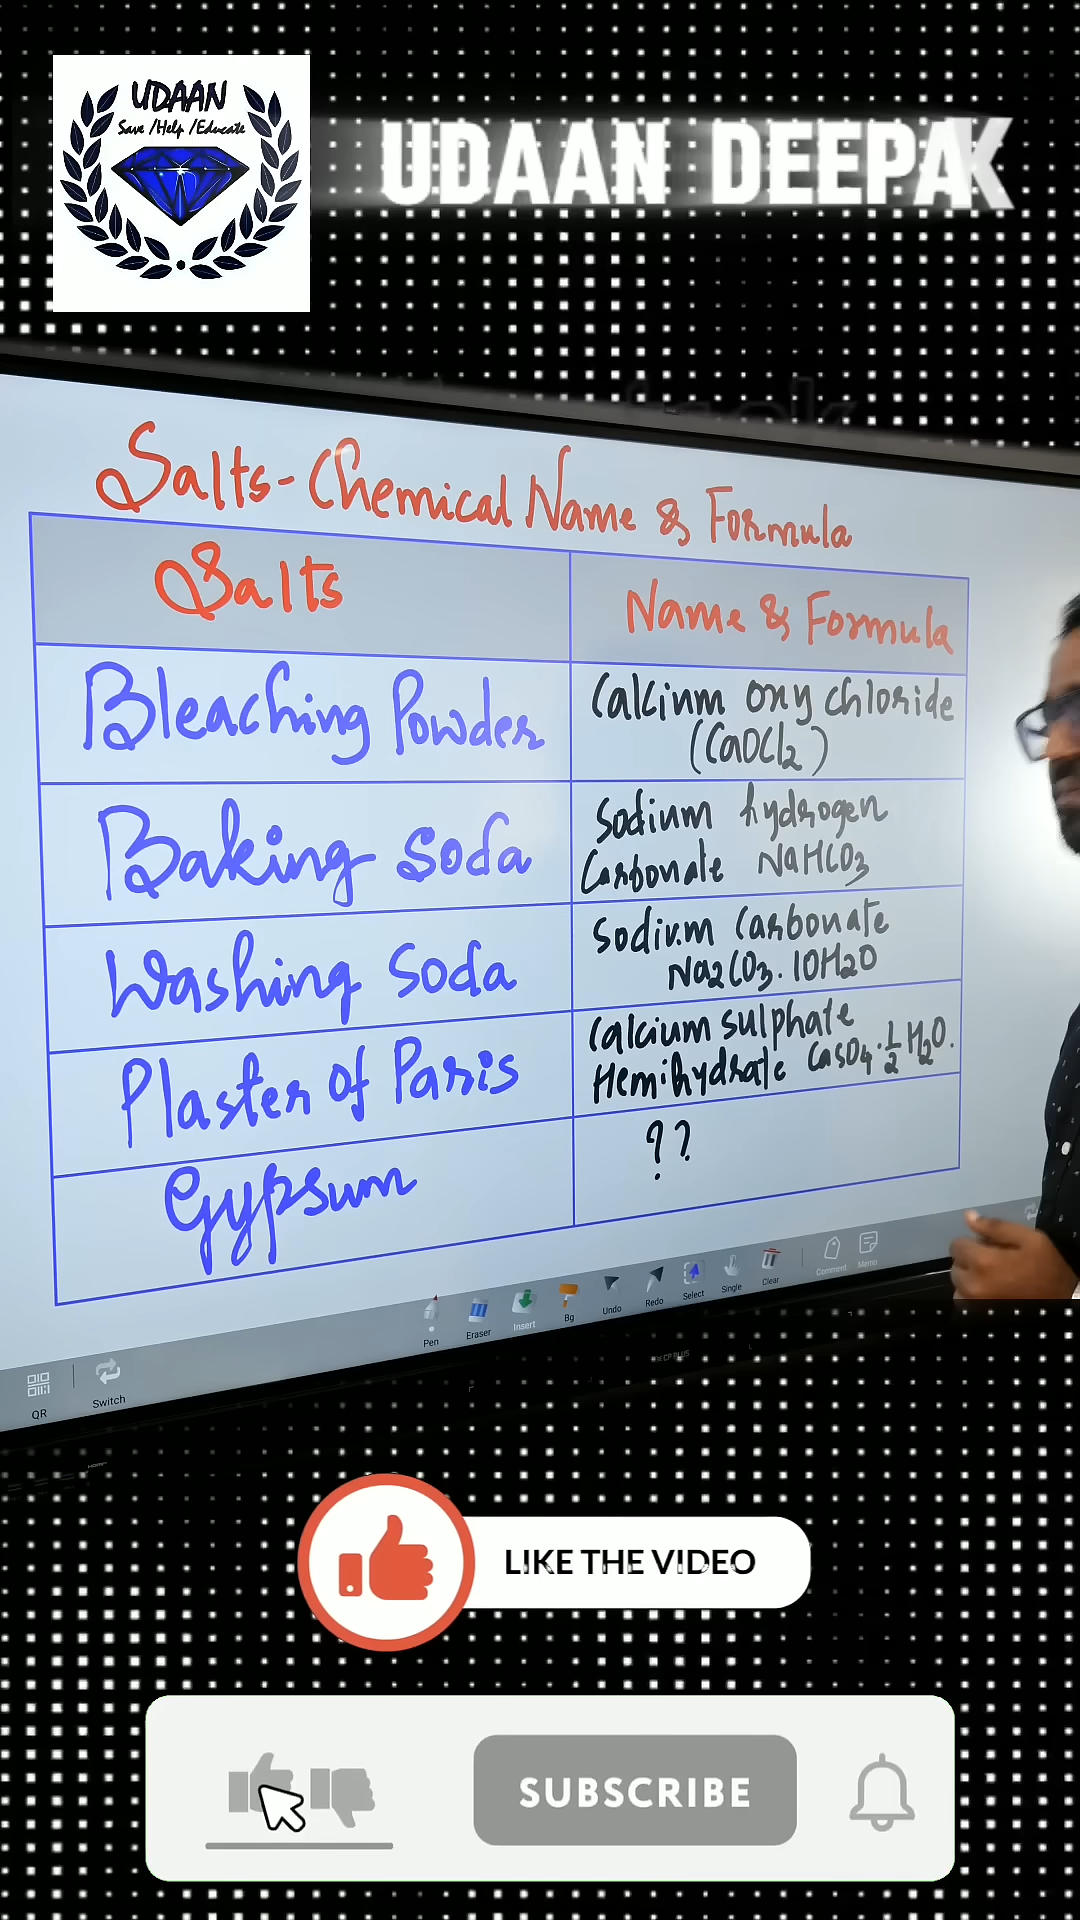 UDAAN
Save /Help /Educate
UDAAN DEEPAK
Salts-Chemical Name & Formula
Salts
Name & Formula
Bleaching Powder
Calcium oxy chloride
(CaOCl₂)
Baking soda
Sodium hydrogen
Carbonate NaHCO₃
Washing Soda
Sodium Carbonate
Na₂CO₃.10H₂O
Plaster of Paris
Calcium sulphate
Hemihydrate CaSO₄.½H₂O.
Gypsum
??
Pen
Eraser
Insert
Bg
Undo
Redo
Select
Single
Clear
Comment
Memo
QR
Switch
LIKE THE VIDEO
SUBSCRIBE